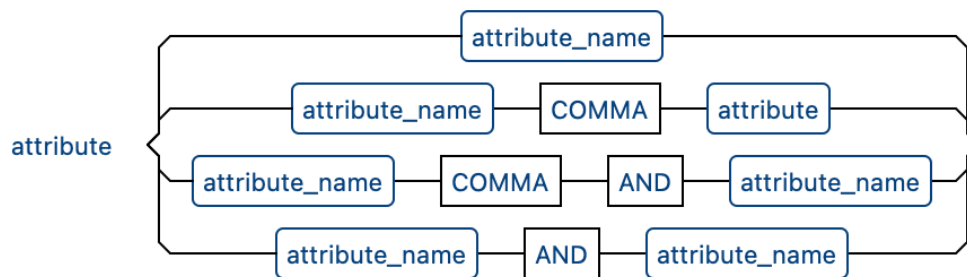 attribute_name
attribute_name COMMA attribute
attribute
attribute_name COMMA AND attribute_name
attribute_name AND attribute_name